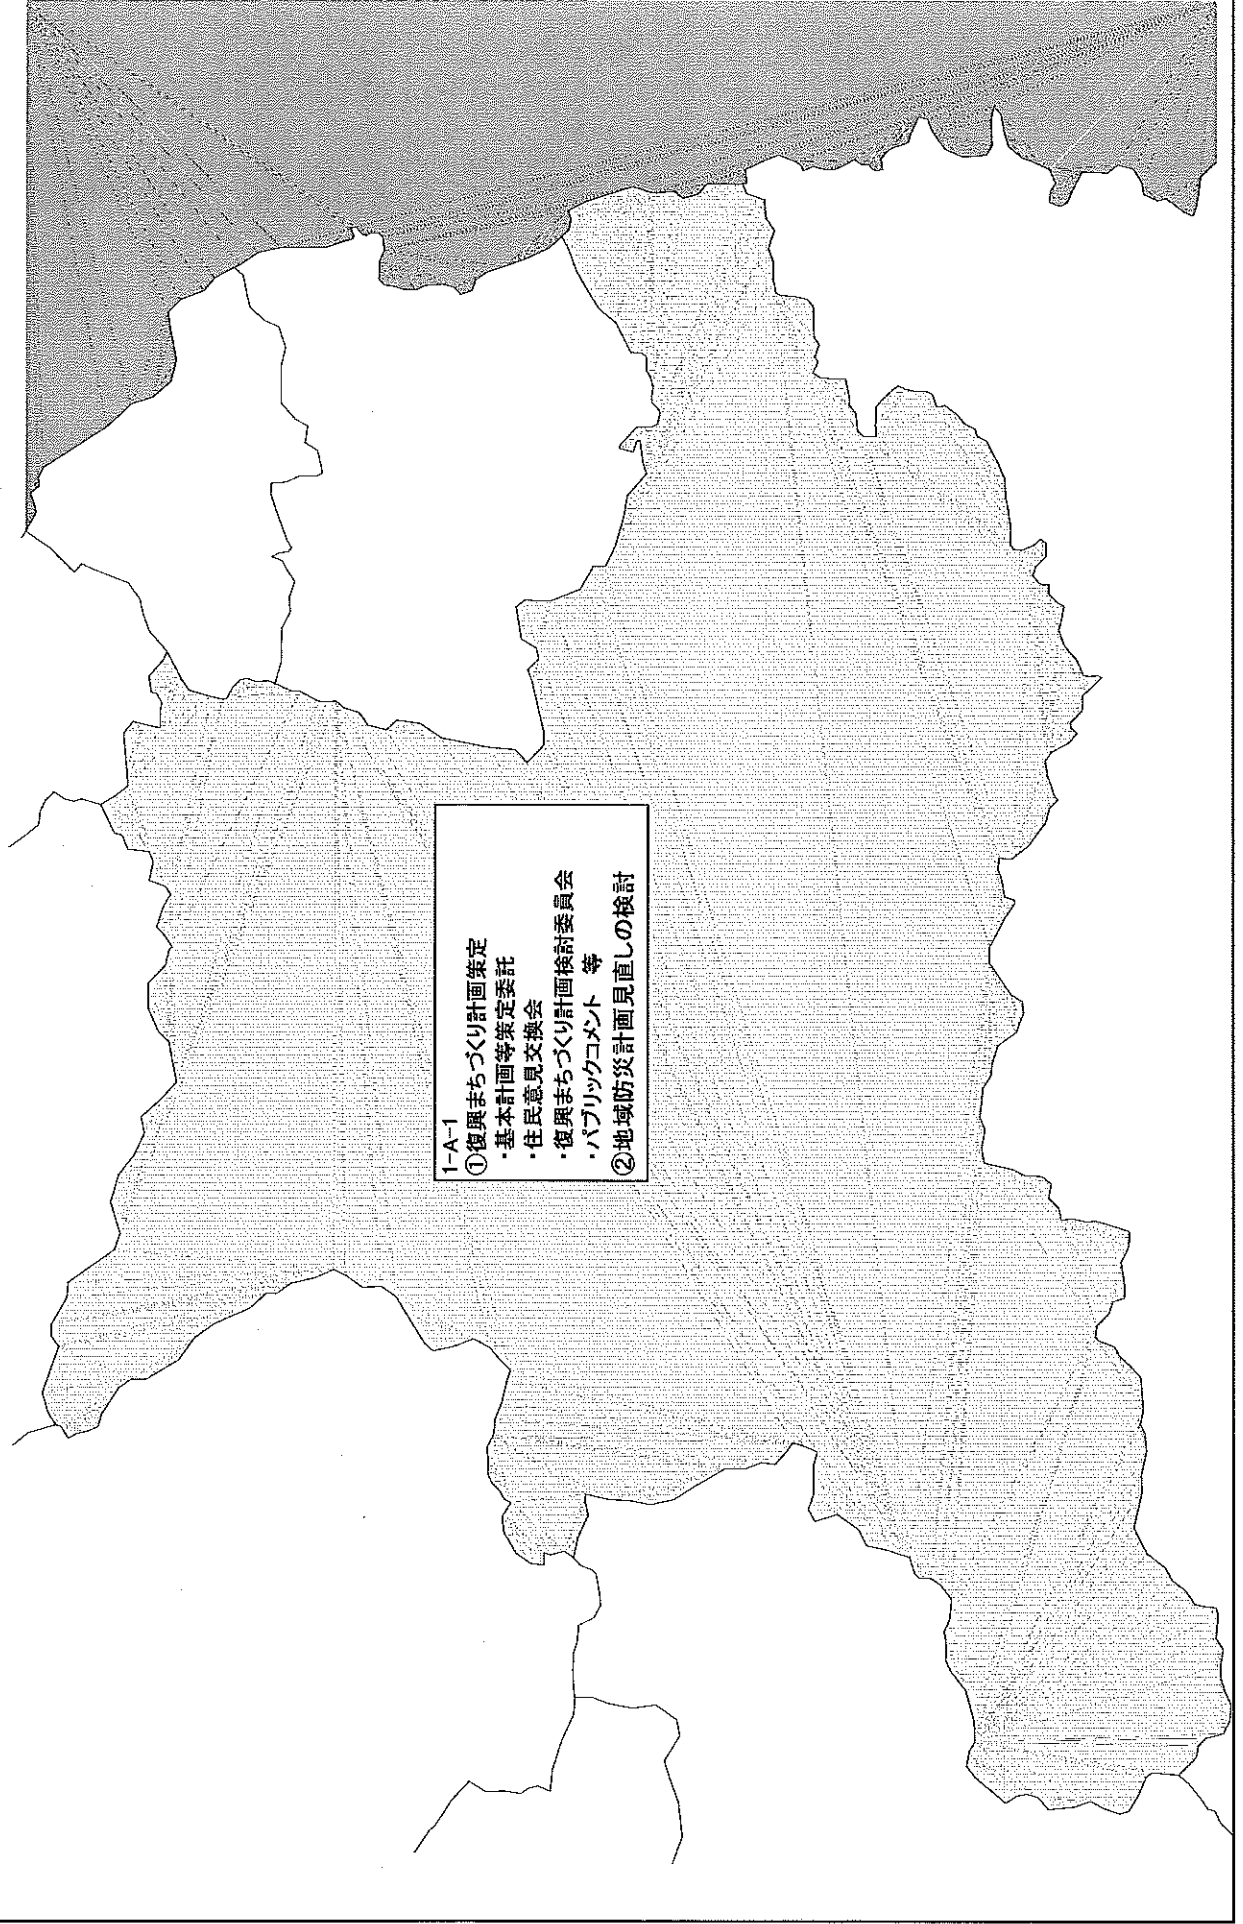 1-A-1
①復興まちづくり計画策定
・基本計画等策定委託
・住民意見交換会
・復興まちづくり計画検討委員会
・パブリックコメント 等
②地域防災計画見直しの検討